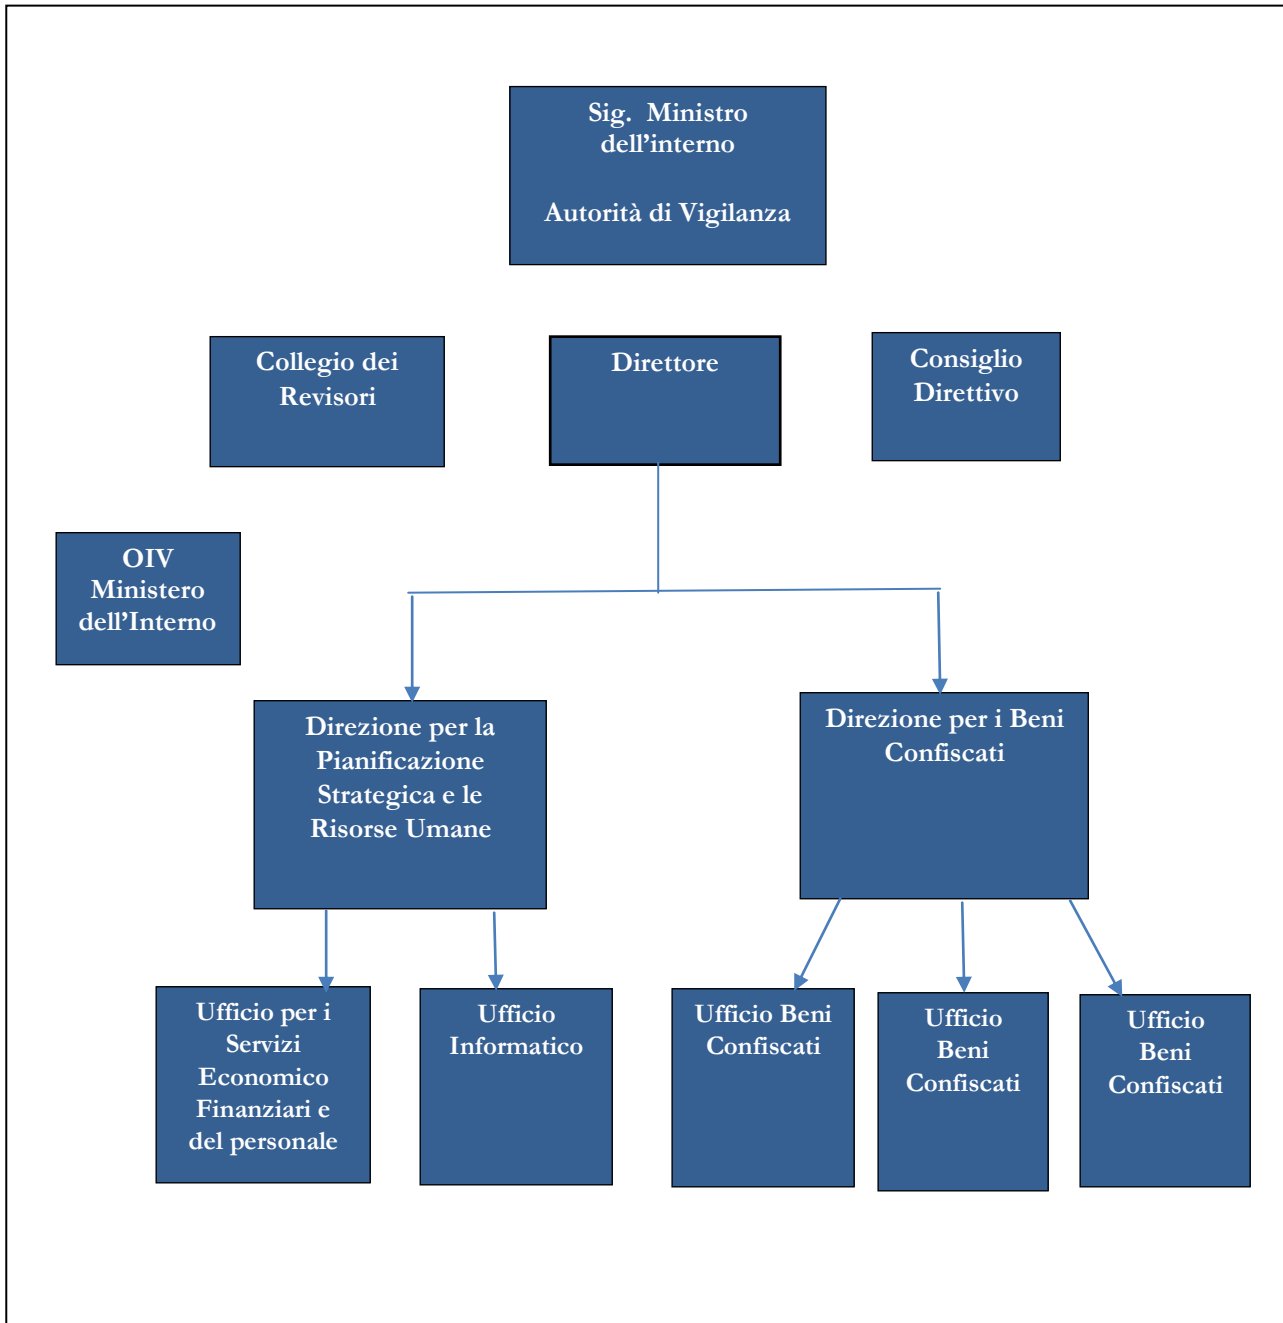 Sig. Ministro
dell’interno
Autorità di Vigilanza
Collegio dei
Revisori
Direttore
Consiglio
Direttivo
OIV
Ministero
dell’Interno
Direzione per la
Pianificazione
Strategica e le
Risorse Umane
Direzione per i Beni
Confiscati
Ufficio per i
Servizi
Economico
Finanziari e
del personale
Ufficio
Informatico
Ufficio Beni
Confiscati
Ufficio
Beni
Confiscati
Ufficio
Beni
Confiscati